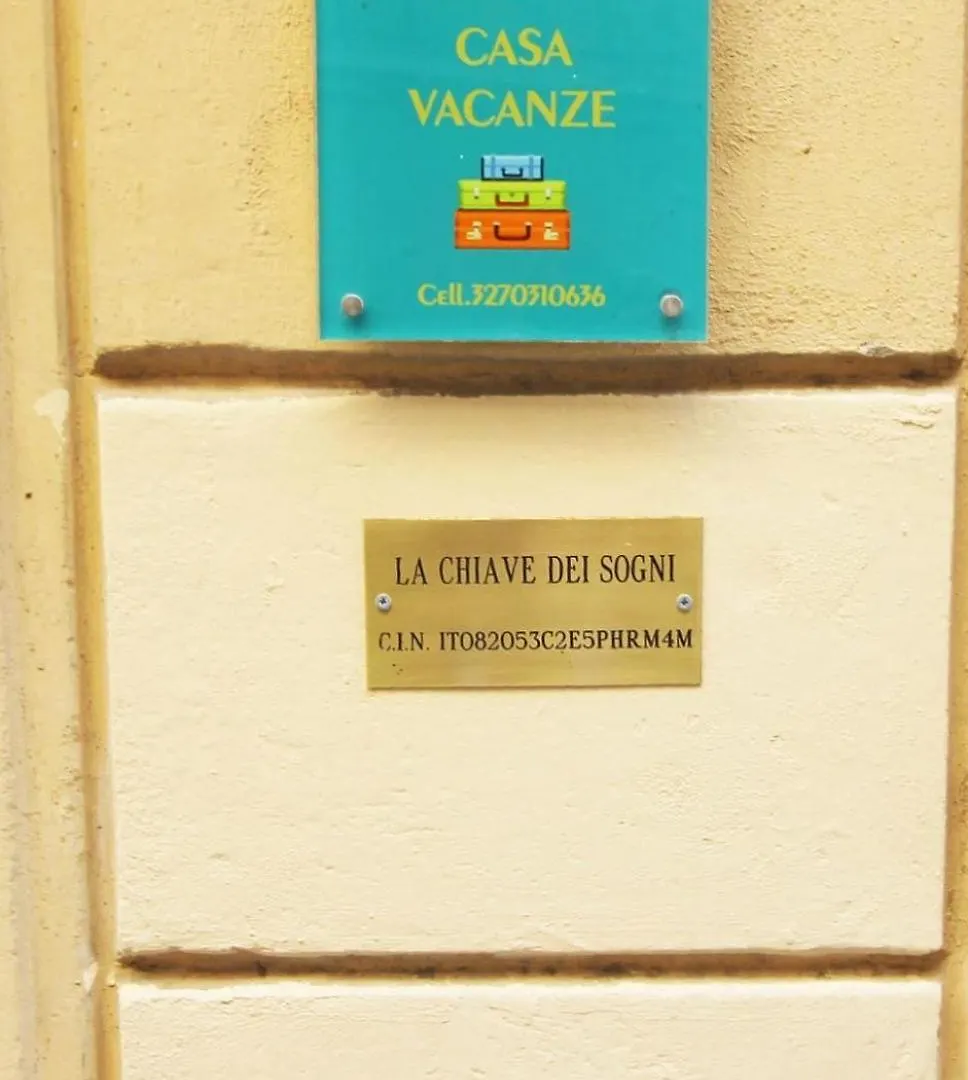 CASA
VACANZE
Cell.3270310636
LA CHIAVE DEI SOGNI
C.I.N. IT082053C2E5PHRM4M